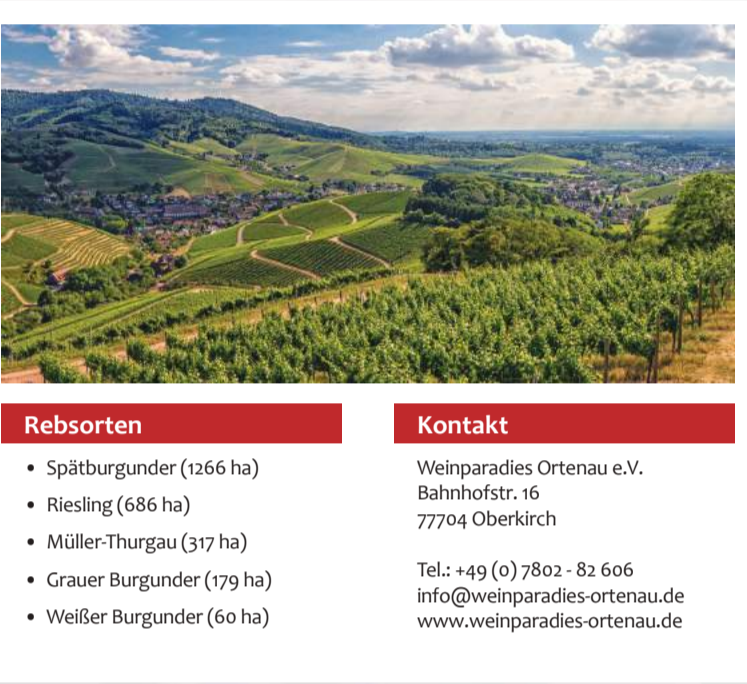 Rebsorten
• Spätburgunder (1266 ha)
• Riesling (686 ha)
• Müller-Thurgau (317 ha)
• Grauer Burgunder (179 ha)
• Weißer Burgunder (60 ha)
Kontakt
Weinparadies Ortenau e.V.
Bahnhofstr. 16
77704 Oberkirch
Tel.: +49 (0) 7802 - 82 606
info@weinparadies-ortenau.de
www.weinparadies-ortenau.de